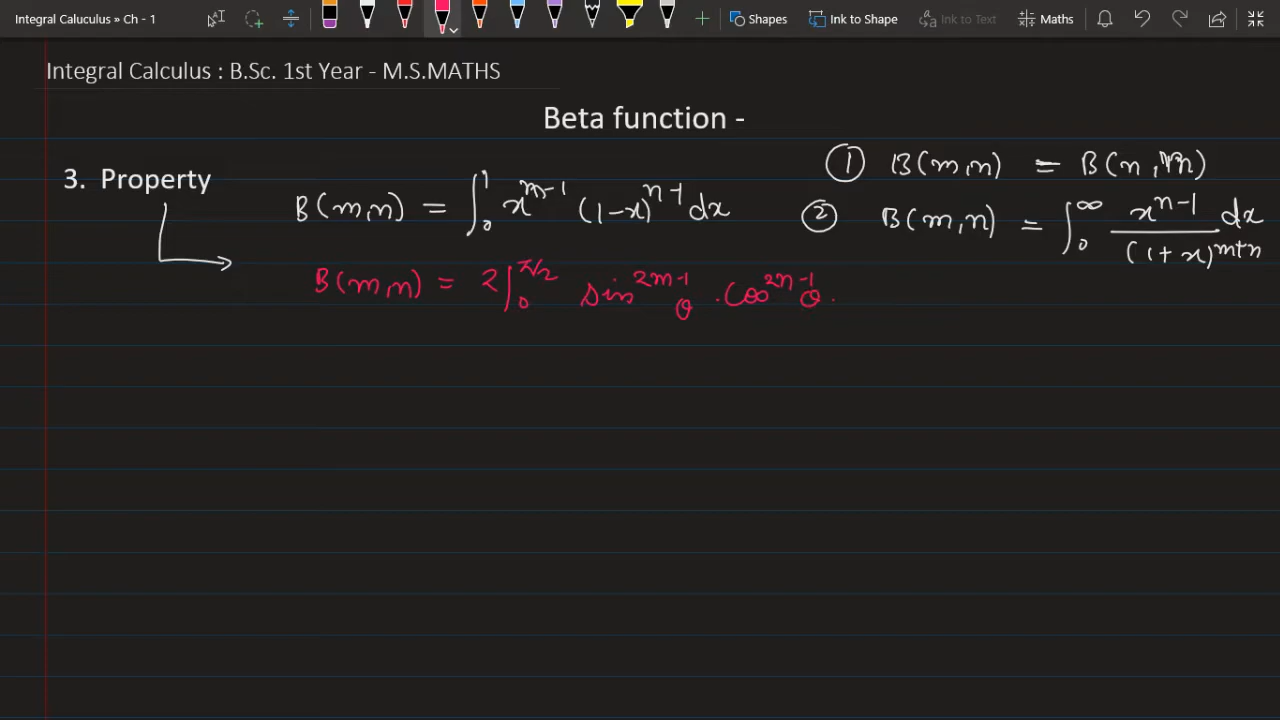 Integral Caluculus » Ch - 1
Shapes
Ink to Shape
Ink to Text
Maths
Integral Calculus : B.Sc. 1st Year - M.S.MATHS
Beta function -
3. Property
B(m,n) = ∫₀¹ x^{m-1} (1-x)^{n-1} dx
① B(m,n) = B(n,m)
② B(m,n) = ∫₀^∞ x^{n-1} dx / (1+x)^{m+n}
B(m,n) = 2∫₀^{π/2} sin^{2m-1} θ . cos^{2n-1} θ .